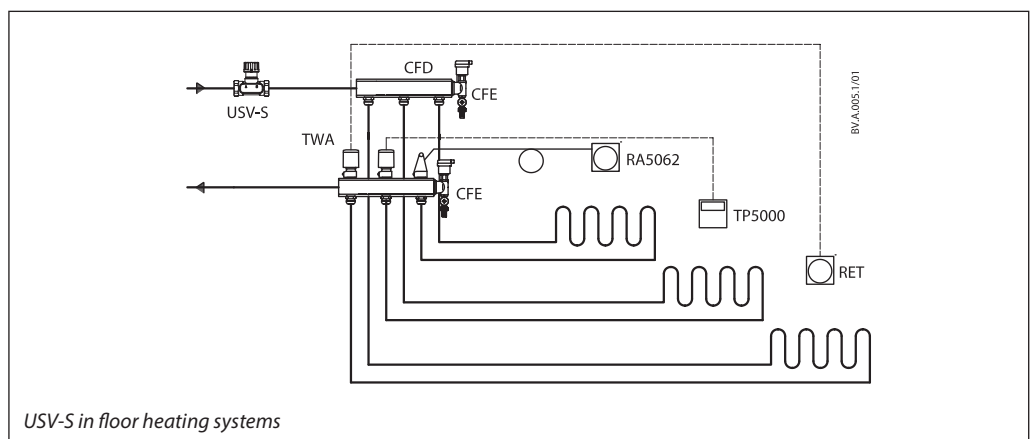 CFD
CFE
USV-S
BV.A.005.1/01
TWA
RA5062
CFE
TP5000
RET
USV-S in floor heating systems